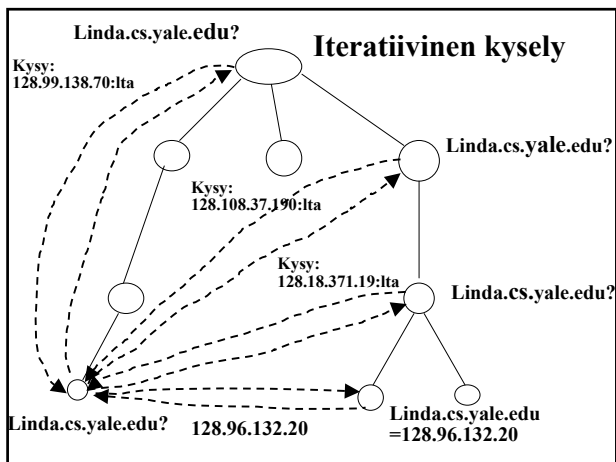 Linda.cs.yale.edu?
Iteratiivinen kysely
Kysy:
128.99.138.70:lta
Linda.cs.yale.edu?
Kysy:
128.108.37.190:lta
Kysy:
128.18.371.19:lta
Linda.cs.yale.edu?
Linda.cs.yale.edu?
128.96.132.20
Linda.cs.yale.edu
=128.96.132.20